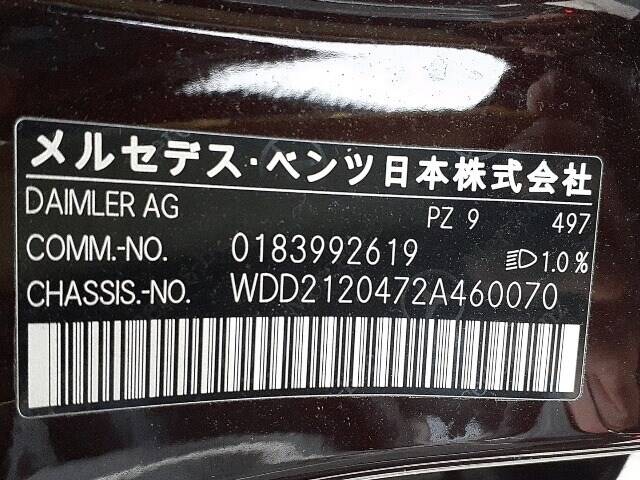 メルセデス・ベンツ日本株式会社
DAIMLER AG PZ 9 497
COMM.-NO. 0183992619 1.0%
CHASSIS.-NO. WDD2120472A460070